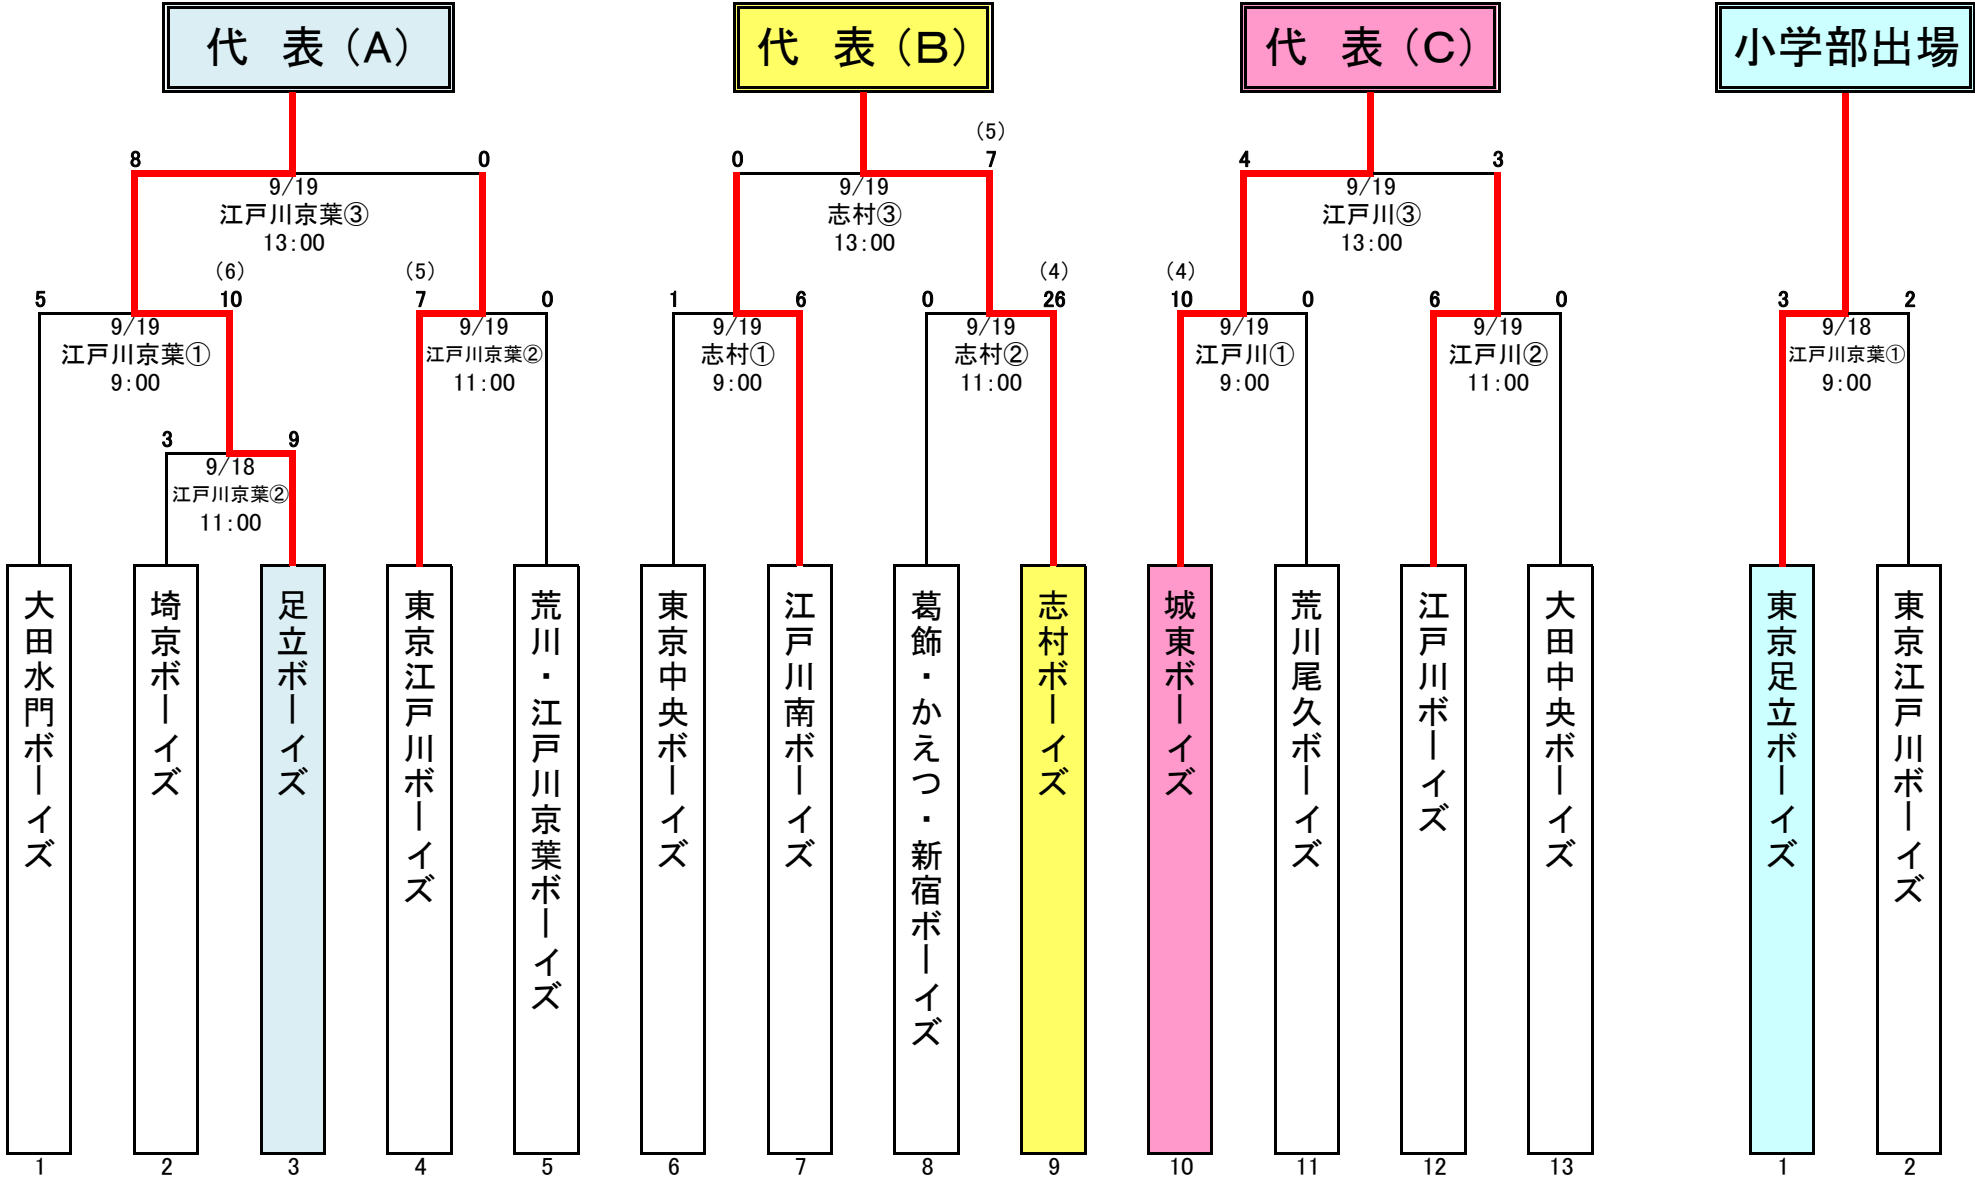 代　表（A）
代　表（B）
代　表（C）
小学部出場
8
0
9/19
江戸川京葉③
13:00
0
（5）
7
9/19
志村③
13:00
4
3
9/19
江戸川③
13:00
5
（6）
10
9/19
江戸川京葉①
9:00
（5）
7
0
9/19
江戸川京葉②
11:00
1
6
9/19
志村①
9:00
0
（4）
26
9/19
志村②
11:00
（4）
10
0
9/19
江戸川①
9:00
6
0
9/19
江戸川②
11:00
3
2
9/18
江戸川京葉①
9:00
3
9
9/18
江戸川京葉②
11:00
大田水門ボーイズ
埼京ボーイズ
足立ボーイズ
東京江戸川ボーイズ
荒川・江戸川京葉ボーイズ
東京中央ボーイズ
江戸川南ボーイズ
葛飾・かえつ・新宿ボーイズ
志村ボーイズ
城東ボーイズ
荒川尾久ボーイズ
江戸川ボーイズ
大田中央ボーイズ
東京足立ボーイズ
東京江戸川ボーイズ
1
2
3
4
5
6
7
8
9
10
11
12
13
1
2